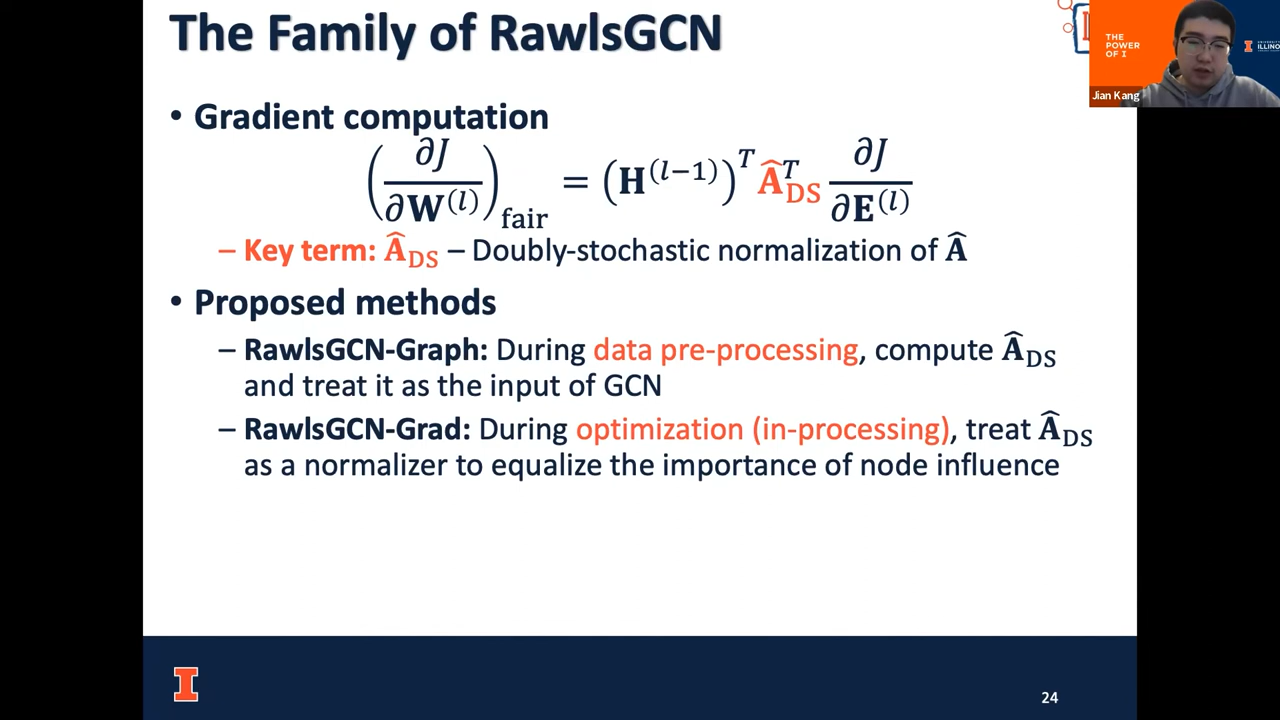 The Family of RawlsGCN
THE
POWER
OF I
ILLINOIS
Jian Kang
• Gradient computation
(∂J/∂W^(l))_fair = (H^(l−1))^T Â_DS^T ∂J/∂E^(l)
– Key term: Â_DS – Doubly-stochastic normalization of Â
• Proposed methods
– RawlsGCN-Graph: During data pre-processing, compute Â_DS
and treat it as the input of GCN
– RawlsGCN-Grad: During optimization (in-processing), treat Â_DS
as a normalizer to equalize the importance of node influence
24